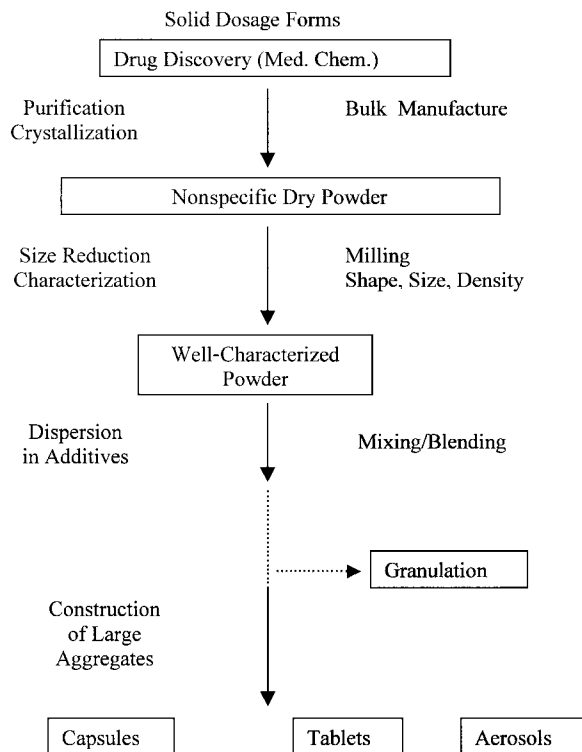 Solid Dosage Forms
Drug Discovery (Med. Chem.)
Purification
Crystallization
Bulk Manufacture
Nonspecific Dry Powder
Size Reduction
Characterization
Milling
Shape, Size, Density
Well-Characterized
Powder
Dispersion
in Additives
Mixing/Blending
Granulation
Construction
of Large
Aggregates
Capsules
Tablets
Aerosols